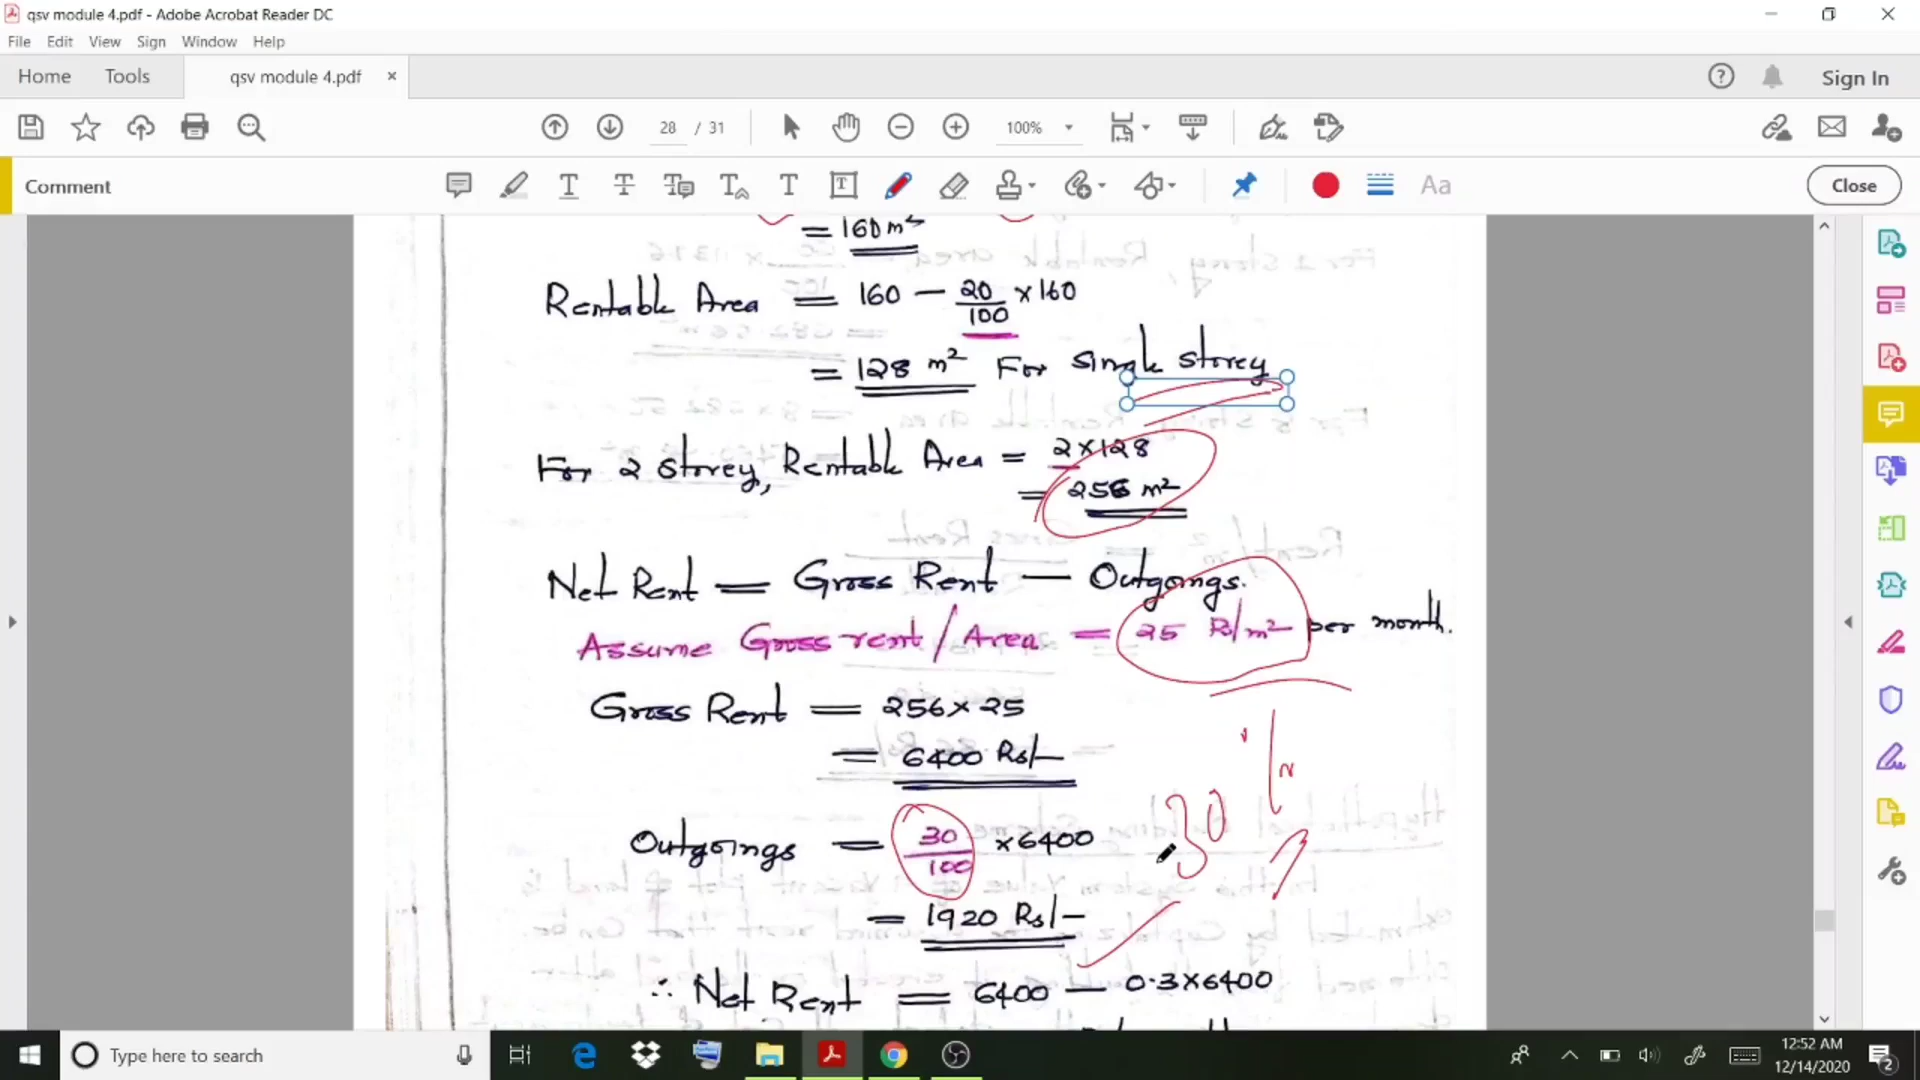 qsv module 4.pdf - Adobe Acrobat Reader DC
File Edit View Sign Window Help
Home Tools qsv module 4.pdf × Sign In
28 / 31 100%
Comment Close
= 160 m²
Rentable Area = 160 - 20/100 × 160
= 128 m² For single storey
For 2 storey, Rentable Area = 2×128
= 256 m²
Net Rent = Gross Rent - Outgoings.
Assume Gross rent/Area = 25 Rs/m² per month.
Gross Rent = 256 × 25
= 6400 Rs/-
30
Outgoings = 30/100 ×6400
= 1920 Rs/-
∴ Net Rent = 6400 - 0.3×6400
Type here to search
12:52 AM
12/14/2020
2